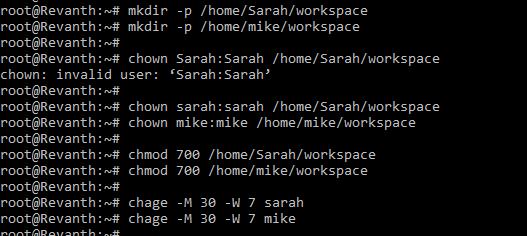 root@Revanth:~# mkdir -p /home/Sarah/workspace
root@Revanth:~# mkdir -p /home/mike/workspace
root@Revanth:~#
root@Revanth:~# chown Sarah:Sarah /home/Sarah/workspace
chown: invalid user: ‘Sarah:Sarah’
root@Revanth:~#
root@Revanth:~# chown sarah:sarah /home/Sarah/workspace
root@Revanth:~# chown mike:mike /home/mike/workspace
root@Revanth:~#
root@Revanth:~# chmod 700 /home/Sarah/workspace
root@Revanth:~# chmod 700 /home/mike/workspace
root@Revanth:~#
root@Revanth:~# chage -M 30 -W 7 sarah
root@Revanth:~# chage -M 30 -W 7 mike
root@Revanth:~#